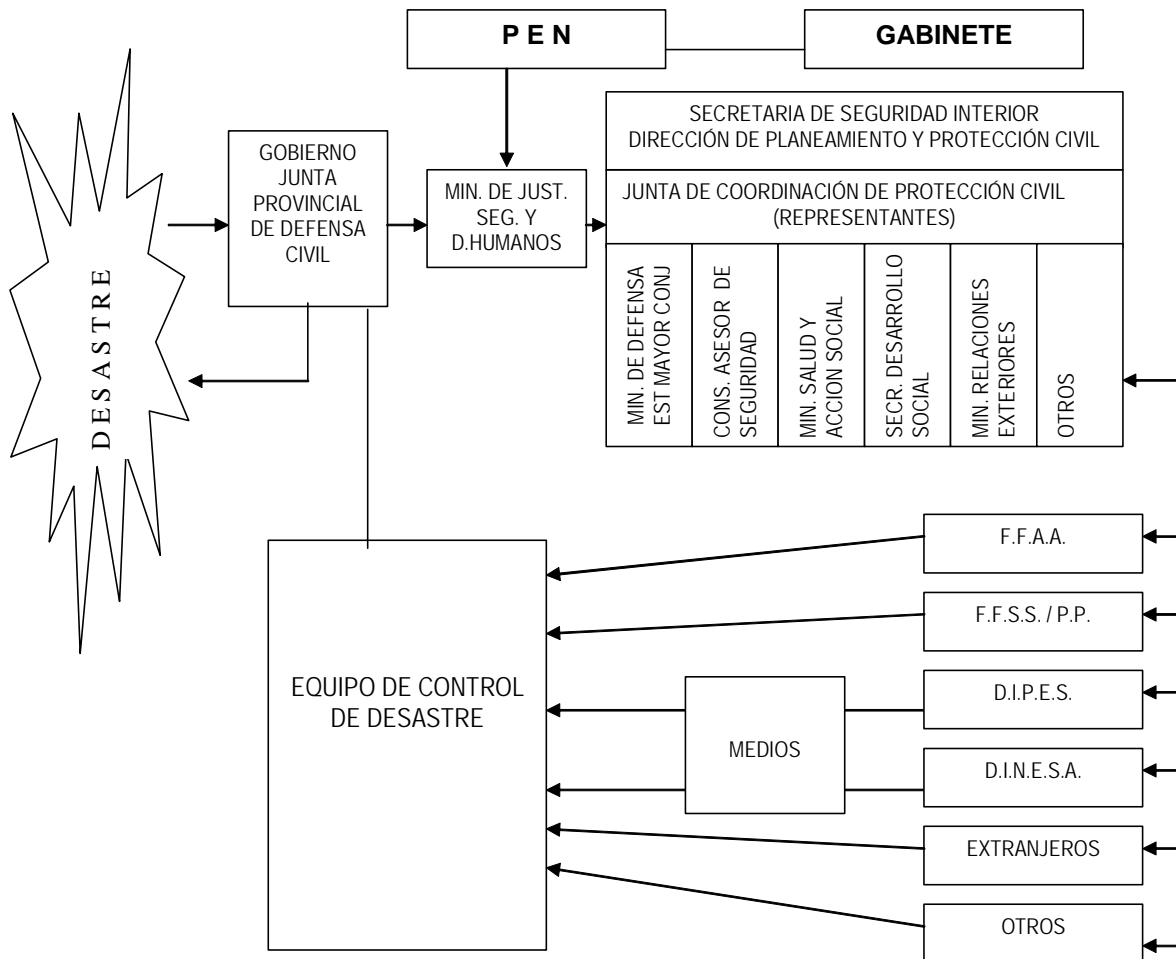 P E N
GABINETE
SECRETARIA DE SEGURIDAD INTERIOR
DIRECCIÓN DE PLANEAMIENTO Y PROTECCIÓN CIVIL
GOBIERNO
JUNTA
PROVINCIAL
DE DEFENSA
CIVIL
MIN. DE JUST.
SEG. Y
D.HUMANOS
JUNTA DE COORDINACIÓN DE PROTECCIÓN CIVIL
(REPRESENTANTES)
DESASTRE
MIN. DE DEFENSA
EST MAYOR CONJ
CONS. ASESOR DE
SEGURIDAD
MIN. SALUD Y
ACCION SOCIAL
SECR. DESARROLLO
SOCIAL
MIN. RELACIONES
EXTERIORES
OTROS
F.F.A.A.
F.F.S.S. / P.P.
EQUIPO DE CONTROL
DE DESASTRE
MEDIOS
D.I.P.E.S.
D.I.N.E.S.A.
EXTRANJEROS
OTROS